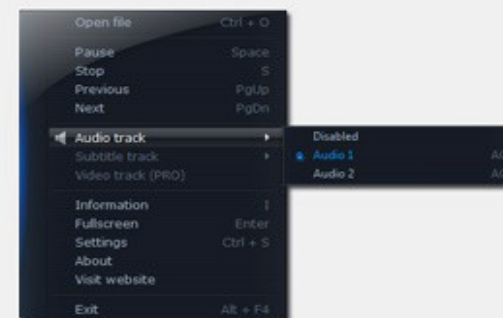 Open file Ctrl + O
Pause Space
Stop S
Previous PgUp
Next PgDn
Audio track
Subtitle track
Video track (PRO)
Disabled
Audio 1
Audio 2
Information I
Fullscreen Enter
Settings Ctrl + S
About
Visit website
Exit Alt + F4